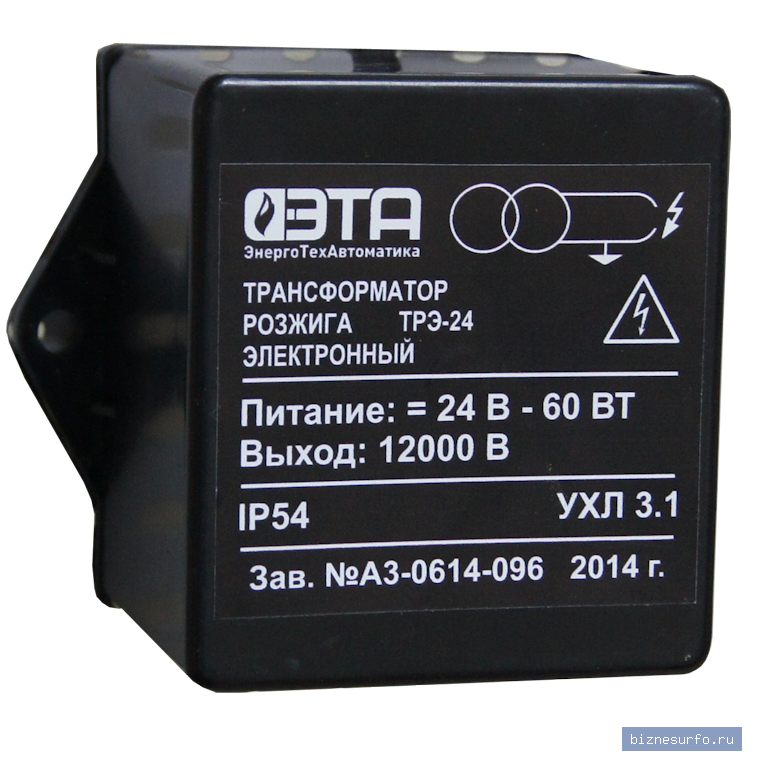 ЭТА
ЭнергоТехАвтоматика
ТРАНСФОРМАТОР
РОЗЖИГА ТРЭ-24
ЭЛЕКТРОННЫЙ
Питание: = 24 В - 60 ВТ
Выход: 12000 В
IP54 УХЛ 3.1
Зав. №А3-0614-096 2014 г.
biznesurfo.ru